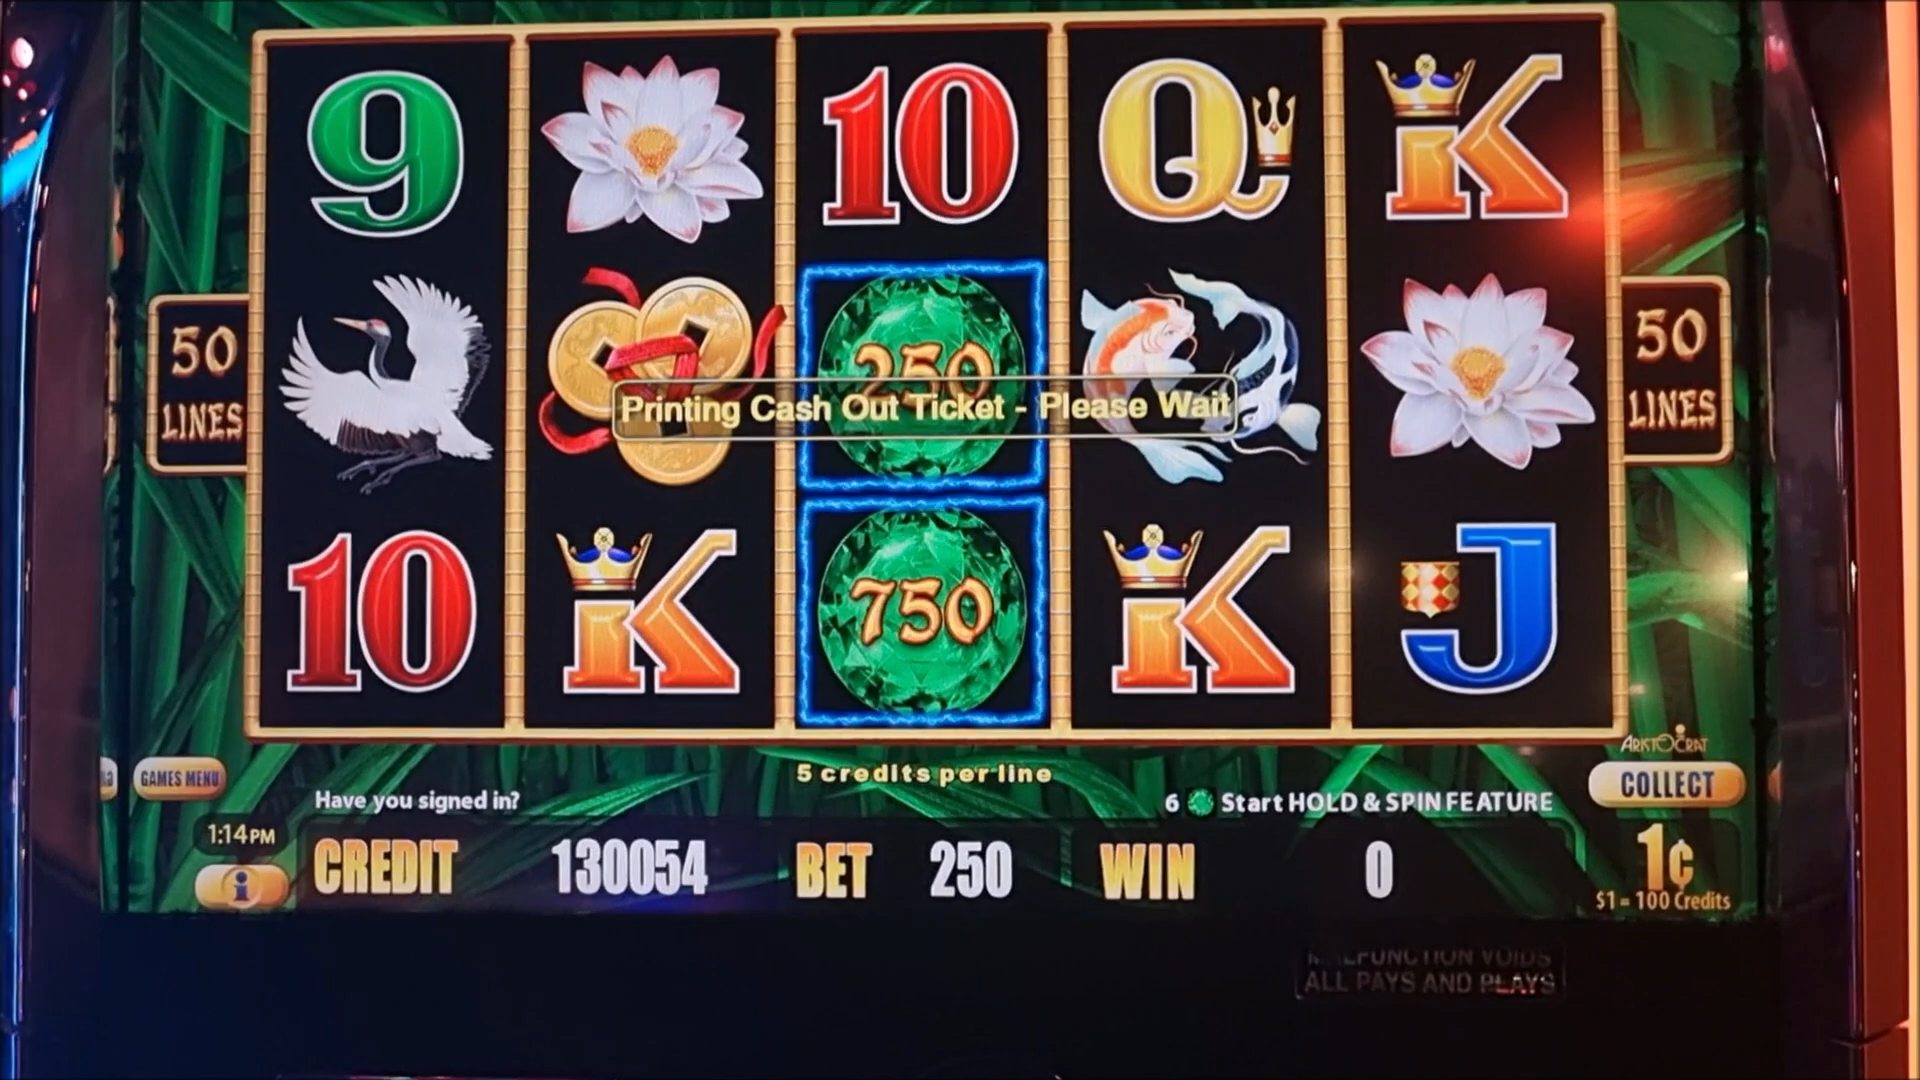 9
10
Q
K
50
LINES
250
50
LINES
Printing Cash Out Ticket - Please Wait
10
K
750
K
J
ARISTOCRAT
GAMES MENU
5 credits per line
COLLECT
Have you signed in?
6 Start HOLD & SPIN FEATURE
1:14PM
CREDIT 130054 BET 250 WIN 0
1¢
$1 = 100 Credits
MALFUNCTION VOIDS
ALL PAYS AND PLAYS